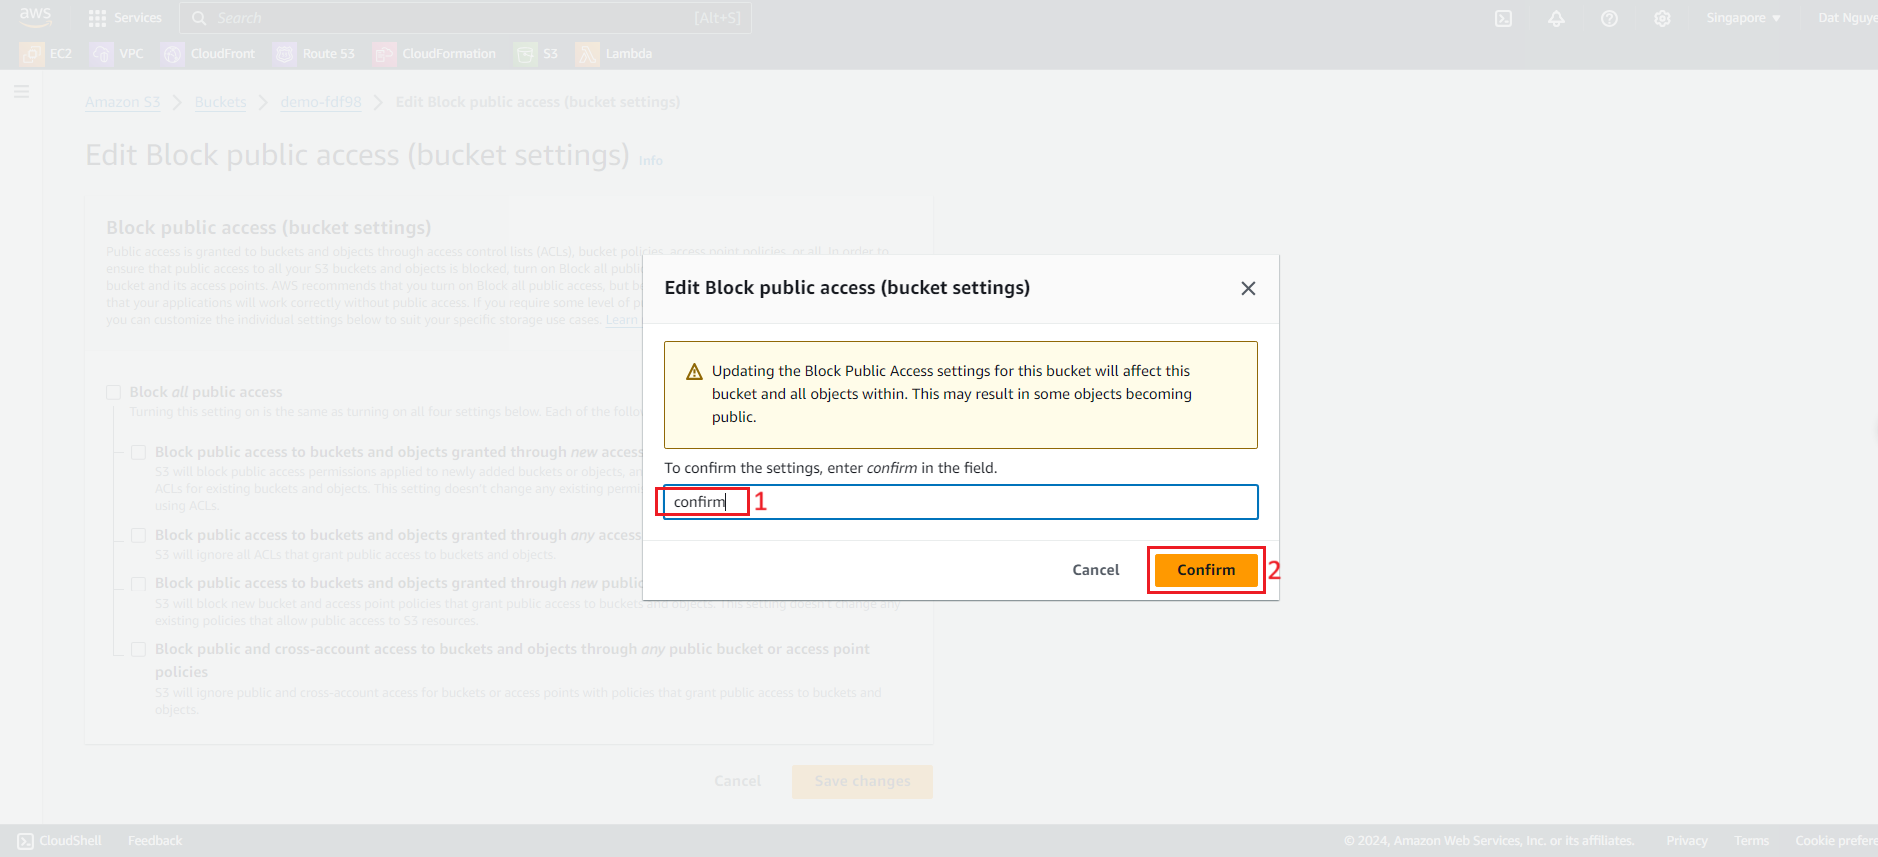 aws
Services
Search
[Alt+S]
Singapore
Dat Nguye
EC2
VPC
CloudFront
Route 53
CloudFormation
S3
Lambda
Amazon S3
Buckets
demo-fdf98
Edit Block public access (bucket settings)
Edit Block public access (bucket settings)
Info
Block public access (bucket settings)
Public access is granted to buckets and objects through access control lists (ACLs), bucket policies, access point policies, or all. In order to
ensure that public access to all your S3 buckets and objects is blocked, turn on Block all publi
bucket and its access points. AWS recommends that you turn on Block all public access, but b
that your applications will work correctly without public access. If you require some level of p
you can customize the individual settings below to suit your specific storage use cases. Learn
Block all public access
Turning this setting on is the same as turning on all four settings below. Each of the follo
Block public access to buckets and objects granted through new access
S3 will block public access permissions applied to newly added buckets or objects, an
ACLs for existing buckets and objects. This setting doesn't change any existing permi
using ACLs.
Block public access to buckets and objects granted through any access
S3 will ignore all ACLs that grant public access to buckets and objects.
Block public access to buckets and objects granted through new public
S3 will block new bucket and access point policies that grant public access to buckets and objects. This setting doesn't change any
existing policies that allow public access to S3 resources.
Block public and cross-account access to buckets and objects through any public bucket or access point
policies
S3 will ignore public and cross-account access for buckets or access points with policies that grant public access to buckets and
objects.
Cancel
Save changes
Edit Block public access (bucket settings)
Updating the Block Public Access settings for this bucket will affect this
bucket and all objects within. This may result in some objects becoming
public.
To confirm the settings, enter confirm in the field.
confirm
1
Cancel
Confirm
2
CloudShell
Feedback
© 2024, Amazon Web Services, Inc. or its affiliates.
Privacy
Terms
Cookie prefere